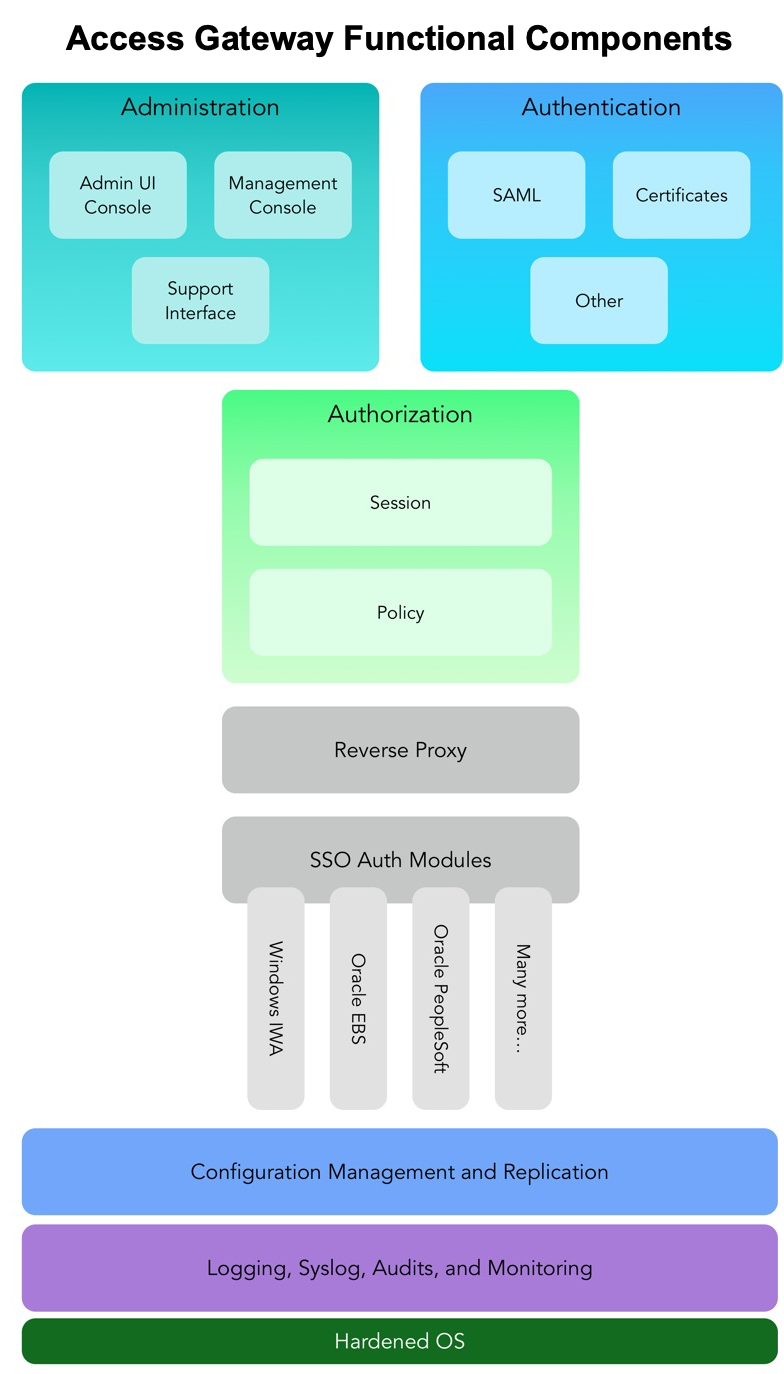 Access Gateway Functional Components
Administration
Admin UI
Console
Management
Console
Support
Interface
Authentication
SAML
Certificates
Other
Authorization
Session
Policy
Reverse Proxy
SSO Auth Modules
Windows IWA
Oracle EBS
Oracle PeopleSoft
Many more...
Configuration Management and Replication
Logging, Syslog, Audits, and Monitoring
Hardened OS